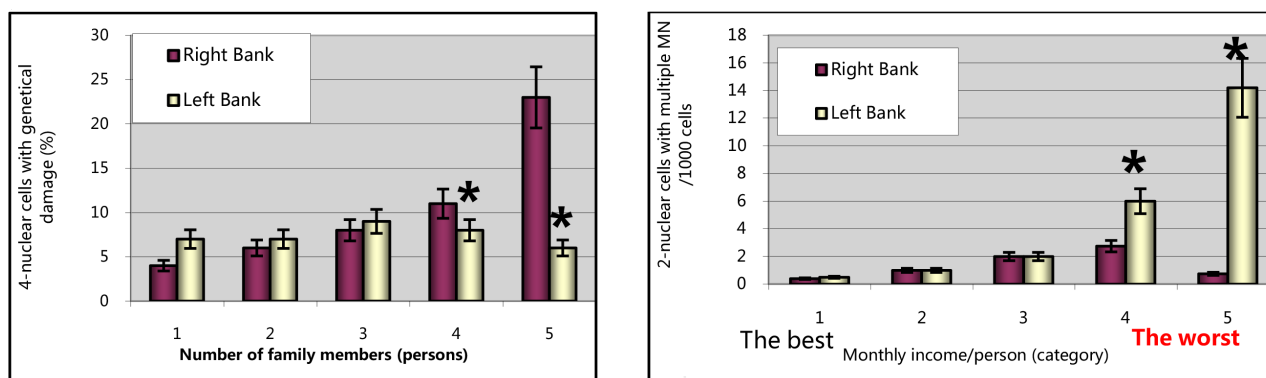 4-nuclear cells with genetical
damage (%)
30
25
20
15
10
5
0
Right Bank
Left Bank
*
*
1 2 3 4 5
Number of family members (persons)
2-nuclear cells with multiple MN
/1000 cells
18
16
14
12
10
8
6
4
2
0
Right Bank
Left Bank
*
*
1 2 3 4 5
The best
The worst
Monthly income/person (category)